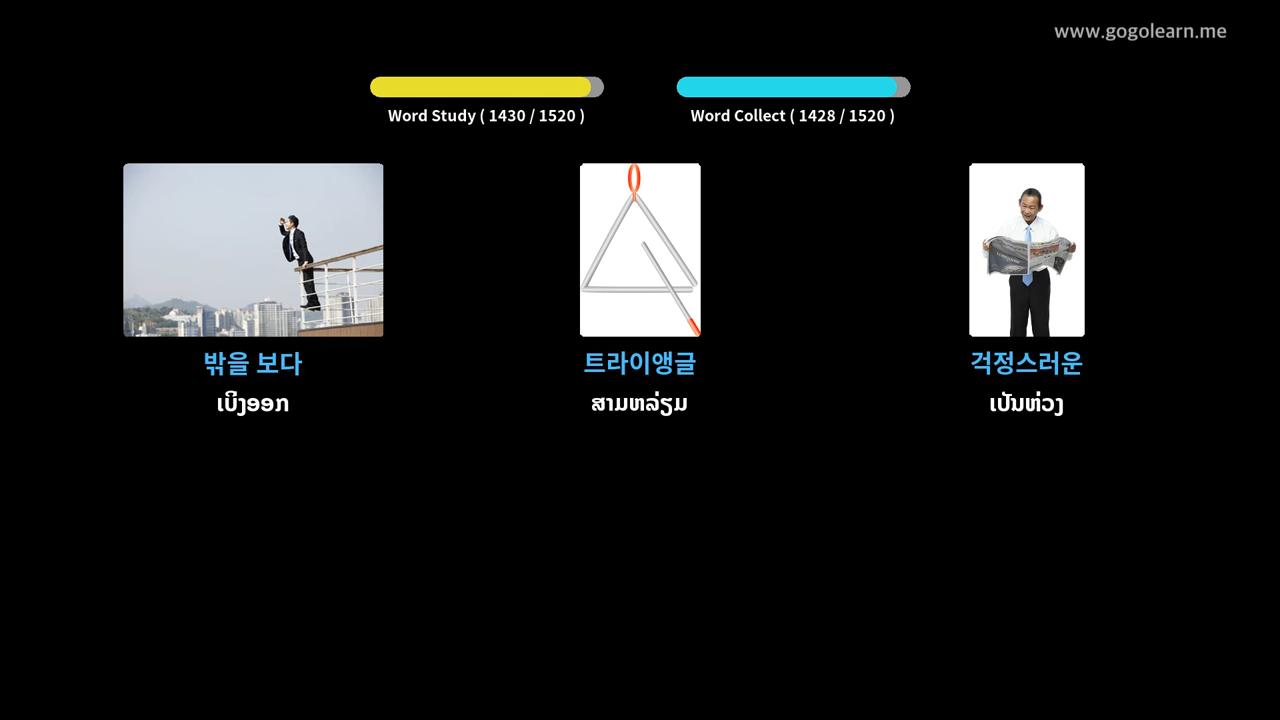 www.gogolearn.me
Word Study ( 1430 / 1520 )
Word Collect ( 1428 / 1520 )
밖을 보다
트라이앵글
걱정스러운
ເບິງອອກ
ສາມຫລ່ຽມ
ເປັນຫ່ວງ